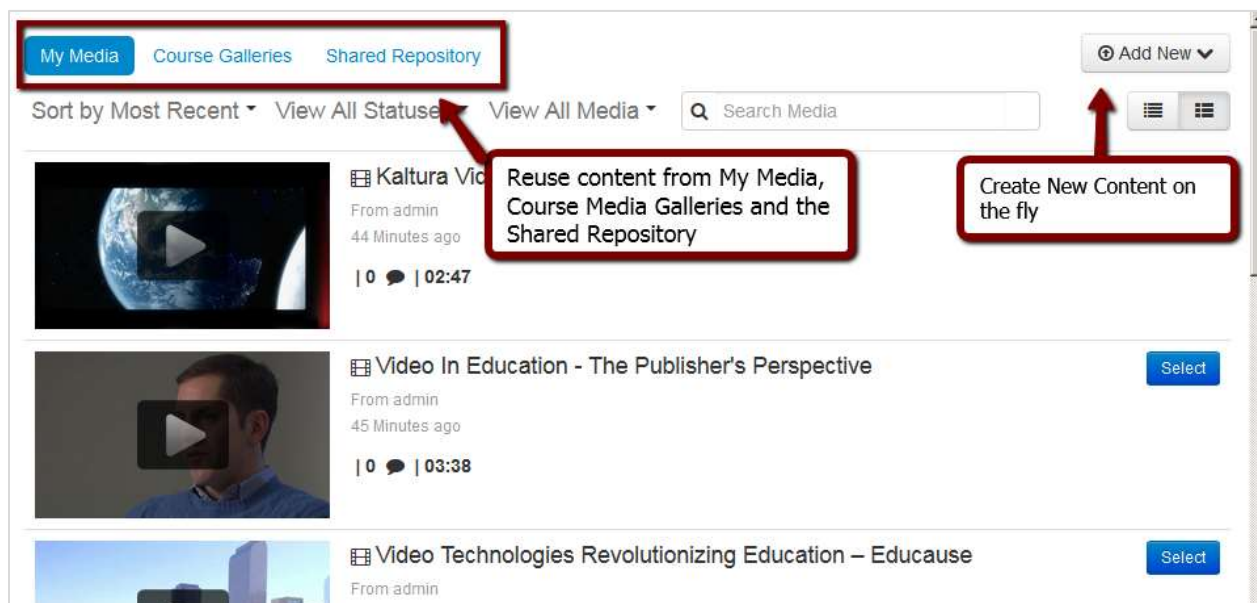 My Media Course Galleries Shared Repository
Add New
Sort by Most Recent View All Statuse View All Media Search Media
Kaltura Vid
From admin
44 Minutes ago
| 0 | 02:47
Reuse content from My Media,
Course Media Galleries and the
Shared Repository
Create New Content on
the fly
Video In Education - The Publisher's Perspective
Select
From admin
45 Minutes ago
| 0 | 03:38
Video Technologies Revolutionizing Education – Educause
Select
From admin